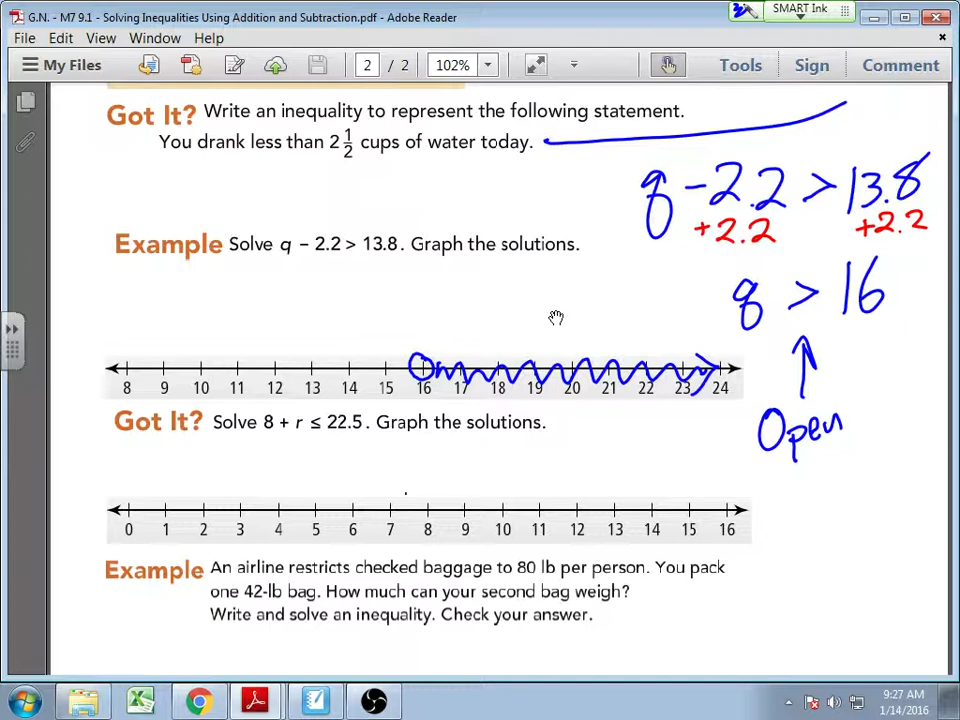 G.N. - M7 9.1 - Solving Inequalities Using Addition and Subtraction.pdf - Adobe Reader
SMART Ink
File Edit View Window Help
My Files 2 / 2 102% Tools Sign Comment
Got It? Write an inequality to represent the following statement.
You drank less than 2 1/2 cups of water today.
q - 2.2 > 13.8
+2.2 +2.2
Example Solve q − 2.2 > 13.8. Graph the solutions.
q > 16
8 9 10 11 12 13 14 15 16 17 18 19 20 21 22 23 24
Open
Got It? Solve 8 + r ≤ 22.5. Graph the solutions.
0 1 2 3 4 5 6 7 8 9 10 11 12 13 14 15 16
Example An airline restricts checked baggage to 80 lb per person. You pack
one 42-lb bag. How much can your second bag weigh?
Write and solve an inequality. Check your answer.
9:27 AM
1/14/2016